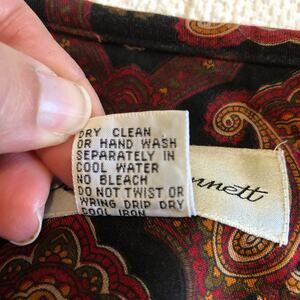 DRY CLEAN
OR HAND WASH
SEPARATELY IN
COOL WATER
NO BLEACH
DO NOT TWIST OR
WRING DRIP DRY
COOL IRON